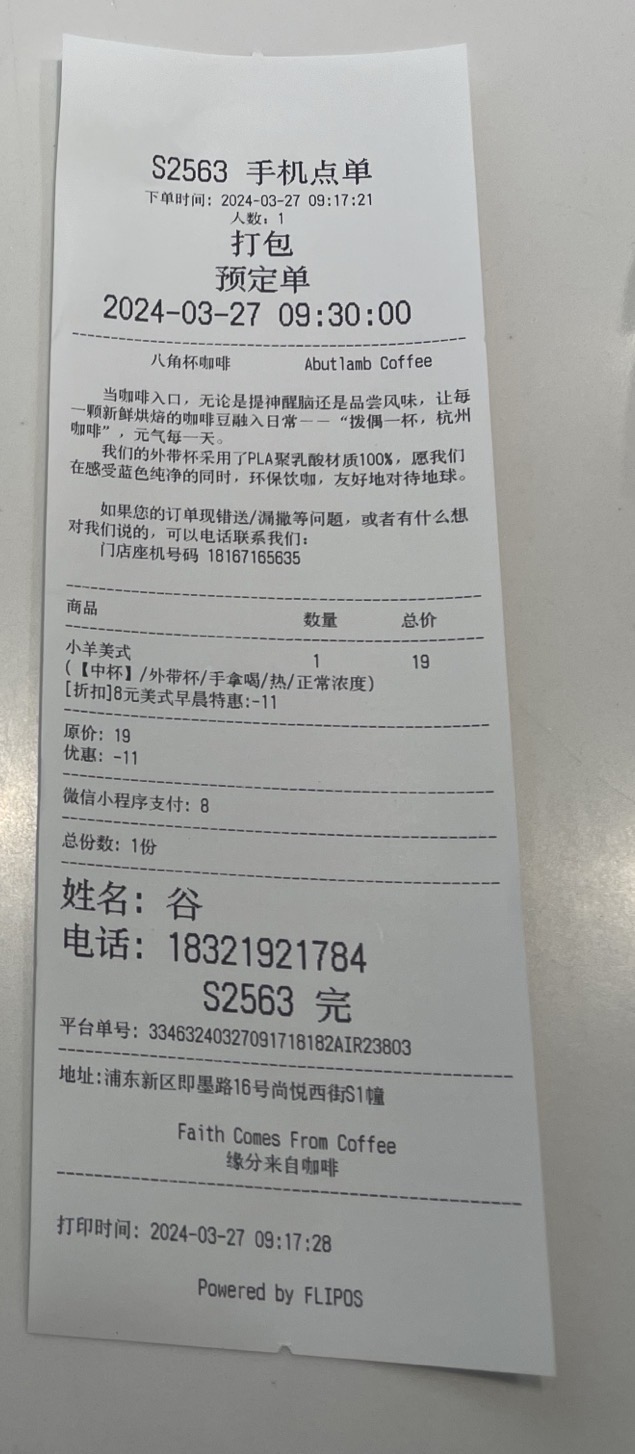 S2563 手机点单
下单时间: 2024-03-27 09:17:21
人数: 1
打包
预定单
2024-03-27 09:30:00
八角杯咖啡 Abutlamb Coffee
当咖啡入口，无论是提神醒脑还是品尝风味，让每
一颗新鲜烘焙的咖啡豆融入日常——“拨偶一杯，杭州
咖啡”，元气每一天。
我们的外带杯采用了PLA聚乳酸材质100%，愿我们
在感受蓝色纯净的同时，环保饮咖，友好地对待地球。
如果您的订单现错送/漏撒等问题，或者有什么想
对我们说的，可以电话联系我们:
门店座机号码 18167165635
商品 数量 总价
小羊美式 1 19
(【中杯】/外带杯/手拿喝/热/正常浓度)
[折扣]8元美式早晨特惠:-11
原价: 19
优惠: -11
微信小程序支付: 8
总份数: 1份
姓名: 谷
电话: 18321921784
S2563 完
平台单号: 33463240327091718182AIR23803
地址:浦东新区即墨路16号尚悦西街S1幢
Faith Comes From Coffee
缘分来自咖啡
打印时间: 2024-03-27 09:17:28
Powered by FLIPOS